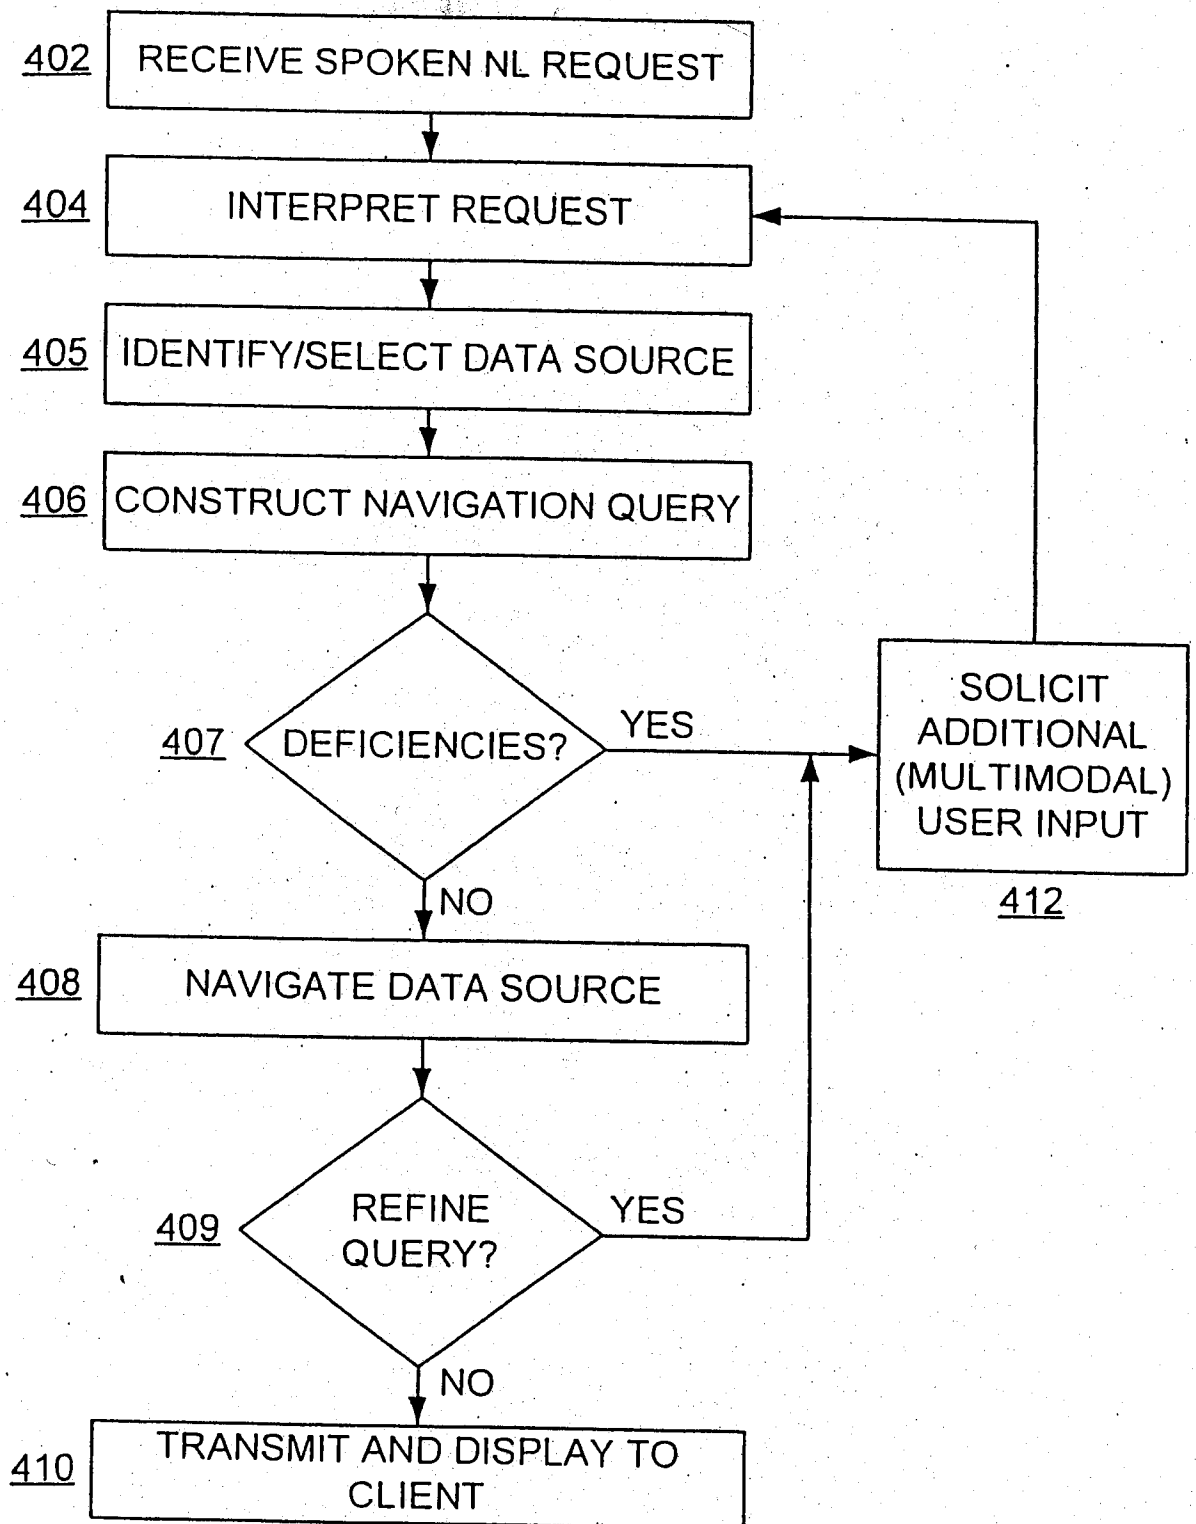 402 RECEIVE SPOKEN NL REQUEST
404 INTERPRET REQUEST
405 IDENTIFY/SELECT DATA SOURCE
406 CONSTRUCT NAVIGATION QUERY
407 DEFICIENCIES? YES
SOLICIT
ADDITIONAL
(MULTIMODAL)
USER INPUT
412
NO
408 NAVIGATE DATA SOURCE
409 REFINE
QUERY? YES
NO
410 TRANSMIT AND DISPLAY TO
CLIENT